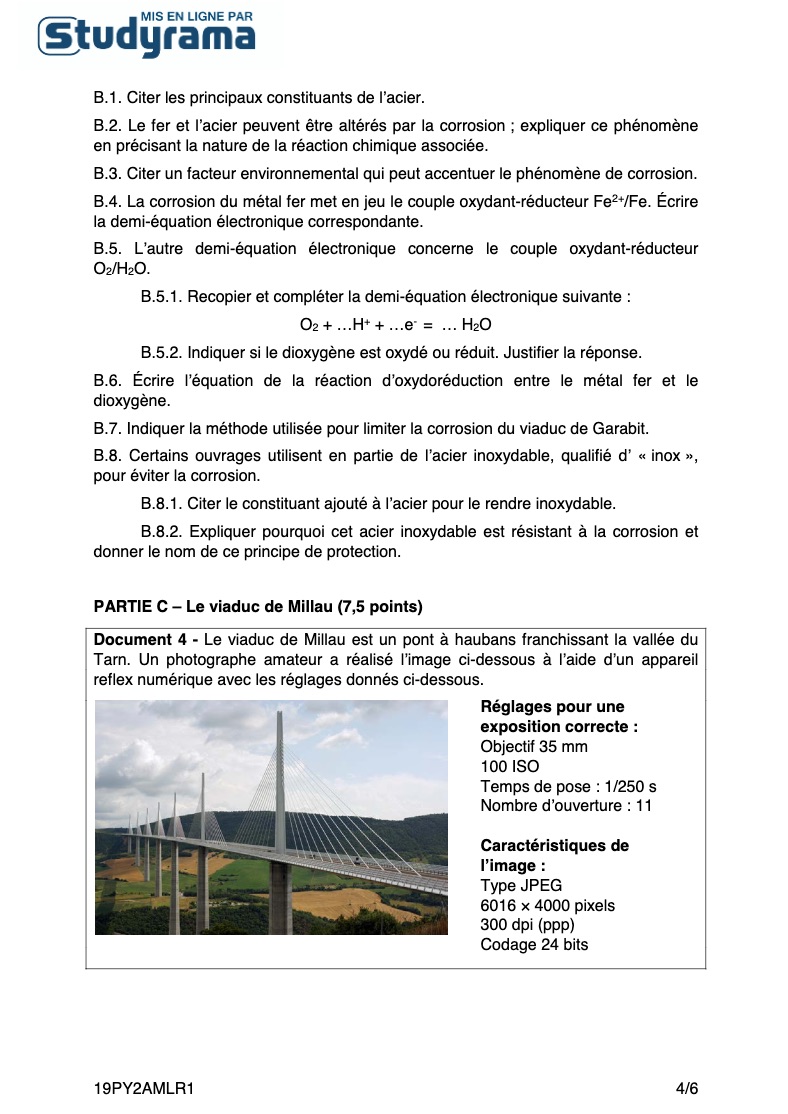 MIS EN LIGNE PAR
Studyrama
B.1. Citer les principaux constituants de l’acier.
B.2. Le fer et l’acier peuvent être altérés par la corrosion ; expliquer ce phénomène
en précisant la nature de la réaction chimique associée.
B.3. Citer un facteur environnemental qui peut accentuer le phénomène de corrosion.
B.4. La corrosion du métal fer met en jeu le couple oxydant-réducteur Fe²⁺/Fe. Écrire
la demi-équation électronique correspondante.
B.5. L’autre demi-équation électronique concerne le couple oxydant-réducteur
O₂/H₂O.
B.5.1. Recopier et compléter la demi-équation électronique suivante :
O₂ + …H⁺ + …e⁻ = … H₂O
B.5.2. Indiquer si le dioxygène est oxydé ou réduit. Justifier la réponse.
B.6. Écrire l’équation de la réaction d’oxydoréduction entre le métal fer et le
dioxygène.
B.7. Indiquer la méthode utilisée pour limiter la corrosion du viaduc de Garabit.
B.8. Certains ouvrages utilisent en partie de l’acier inoxydable, qualifié d’ « inox »,
pour éviter la corrosion.
B.8.1. Citer le constituant ajouté à l’acier pour le rendre inoxydable.
B.8.2. Expliquer pourquoi cet acier inoxydable est résistant à la corrosion et
donner le nom de ce principe de protection.
PARTIE C – Le viaduc de Millau (7,5 points)
Document 4 - Le viaduc de Millau est un pont à haubans franchissant la vallée du
Tarn. Un photographe amateur a réalisé l’image ci-dessous à l’aide d’un appareil
reflex numérique avec les réglages donnés ci-dessous.
Réglages pour une
exposition correcte :
Objectif 35 mm
100 ISO
Temps de pose : 1/250 s
Nombre d’ouverture : 11
Caractéristiques de
l’image :
Type JPEG
6016 × 4000 pixels
300 dpi (ppp)
Codage 24 bits
19PY2AMLR1
4/6